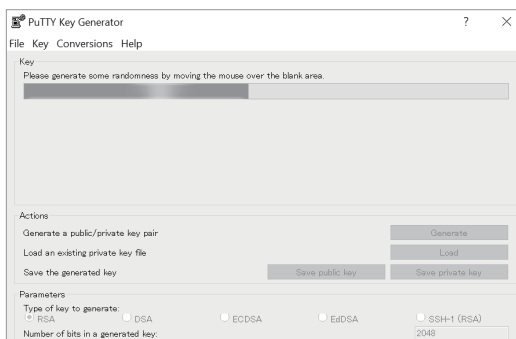 PuTTY Key Generator ? ×
File Key Conversions Help
Key
Please generate some randomness by moving the mouse over the blank area.
Actions
Generate a public/private key pair Generate
Load an existing private key file Load
Save the generated key Save public key Save private key
Parameters
Type of key to generate:
RSA DSA ECDSA EdDSA SSH-1 (RSA)
Number of bits in a generated key: 2048